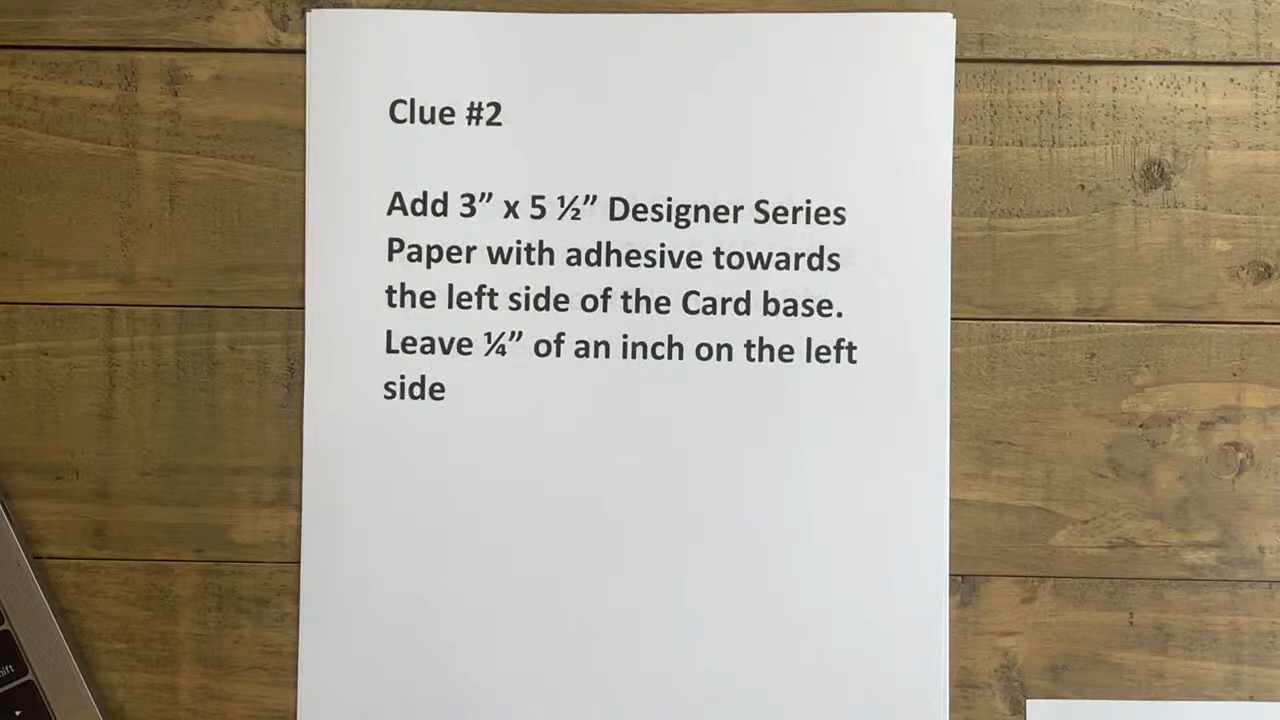 Clue #2
Add 3” x 5 ½” Designer Series
Paper with adhesive towards
the left side of the Card base.
Leave ¼” of an inch on the left
side